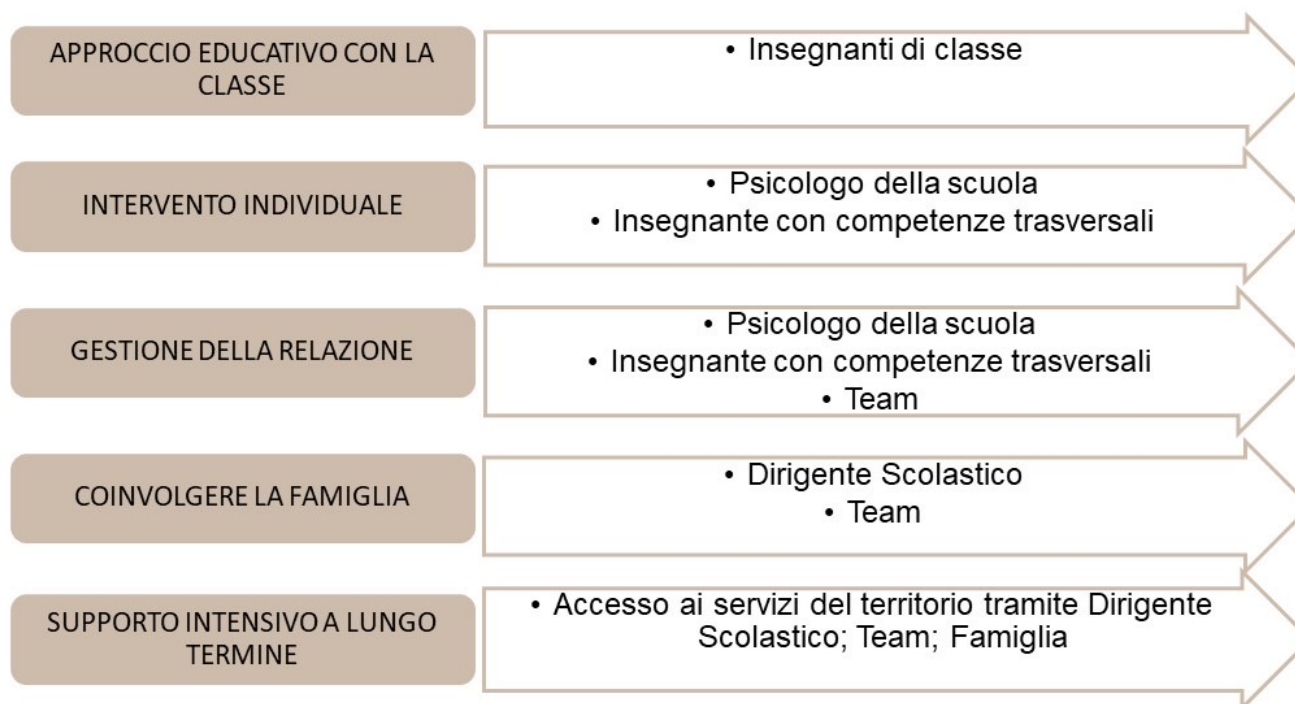 APPROCCIO EDUCATIVO CON LA
CLASSE
• Insegnanti di classe
INTERVENTO INDIVIDUALE
• Psicologo della scuola
• Insegnante con competenze trasversali
GESTIONE DELLA RELAZIONE
• Psicologo della scuola
• Insegnante con competenze trasversali
• Team
COINVOLGERE LA FAMIGLIA
• Dirigente Scolastico
• Team
SUPPORTO INTENSIVO A LUNGO
TERMINE
• Accesso ai servizi del territorio tramite Dirigente
Scolastico; Team; Famiglia